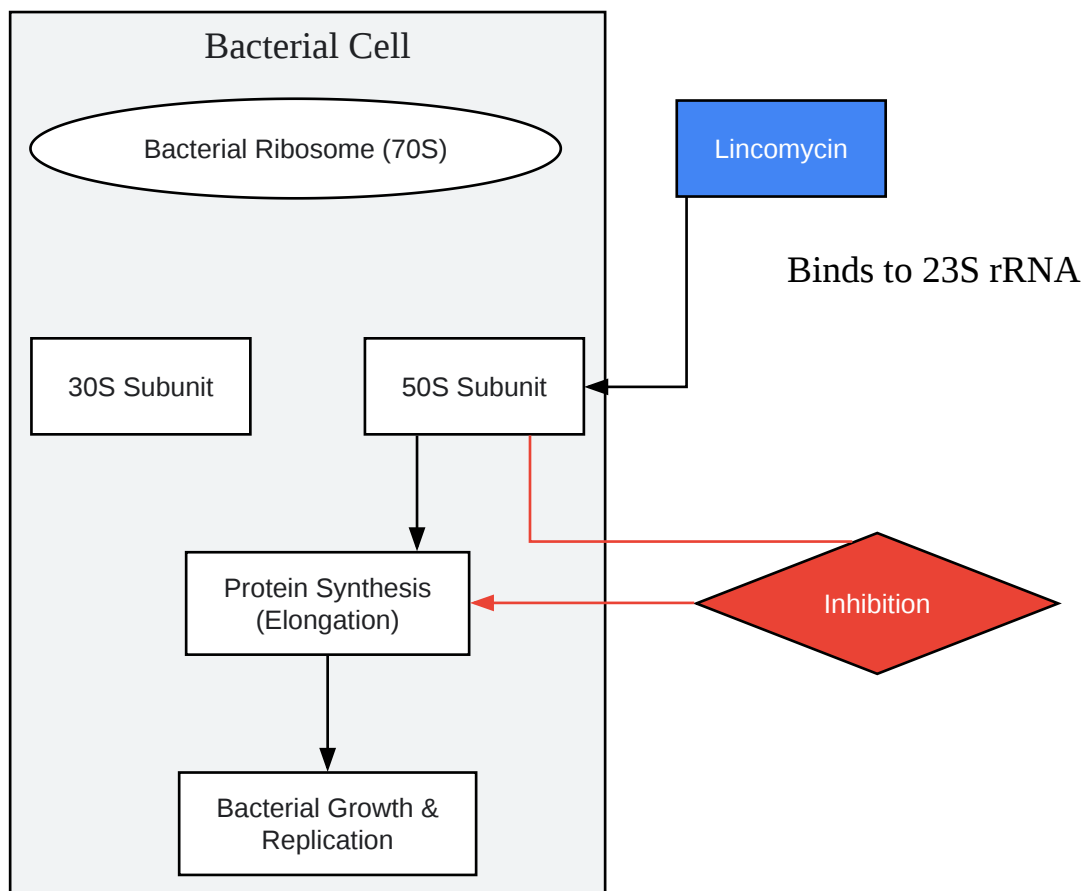 Bacterial Cell
Bacterial Ribosome (70S)
Lincomycin
Binds to 23S rRNA
30S Subunit
50S Subunit
Protein Synthesis
(Elongation)
Inhibition
Bacterial Growth &
Replication